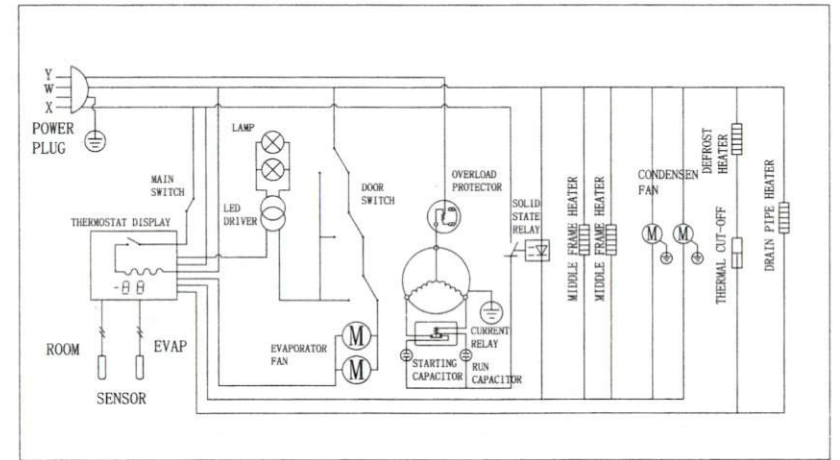 Y
W
X
POWER
PLUG
MAIN
SWITCH
THERMOSTAT DISPLAY
-88
ROOM
EVAP
SENSOR
LAMP
LED
DRIVER
EVAPORATOR
FAN
M
M
DOOR
SWITCH
OVERLOAD
PROTECTOR
CURRENT
RELAY
STARTING
CAPACITOR
RUN
CAPACITOR
SOLID
STATE
RELAY
MIDDLE FRAME HEATER
MIDDLE FRAME HEATER
CONDENSEN
FAN
M
M
DEFROST
HEATER
THERMAL CUT-OFF
DRAIN PIPE HEATER